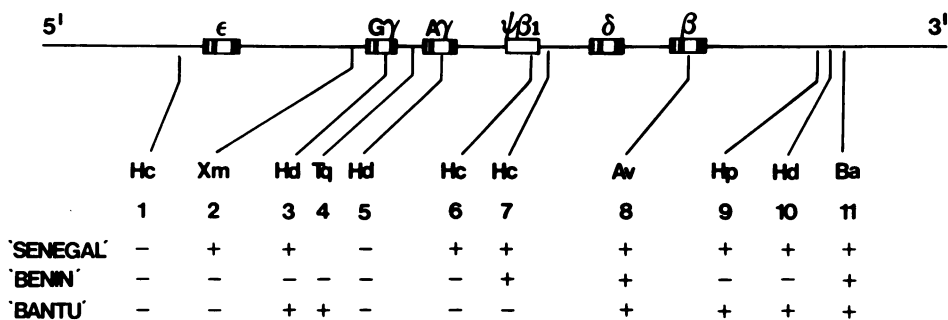 5' ε Gγ Aγ ψβ1 δ β 3'
Hc Xm Hd Tq Hd Hc Hc Av Hp Hd Ba
1 2 3 4 5 6 7 8 9 10 11
'SENEGAL' − + + − + + + + + +
'BENIN' − − − − − − + + − − +
'BANTU' − − + + − − − + + + +